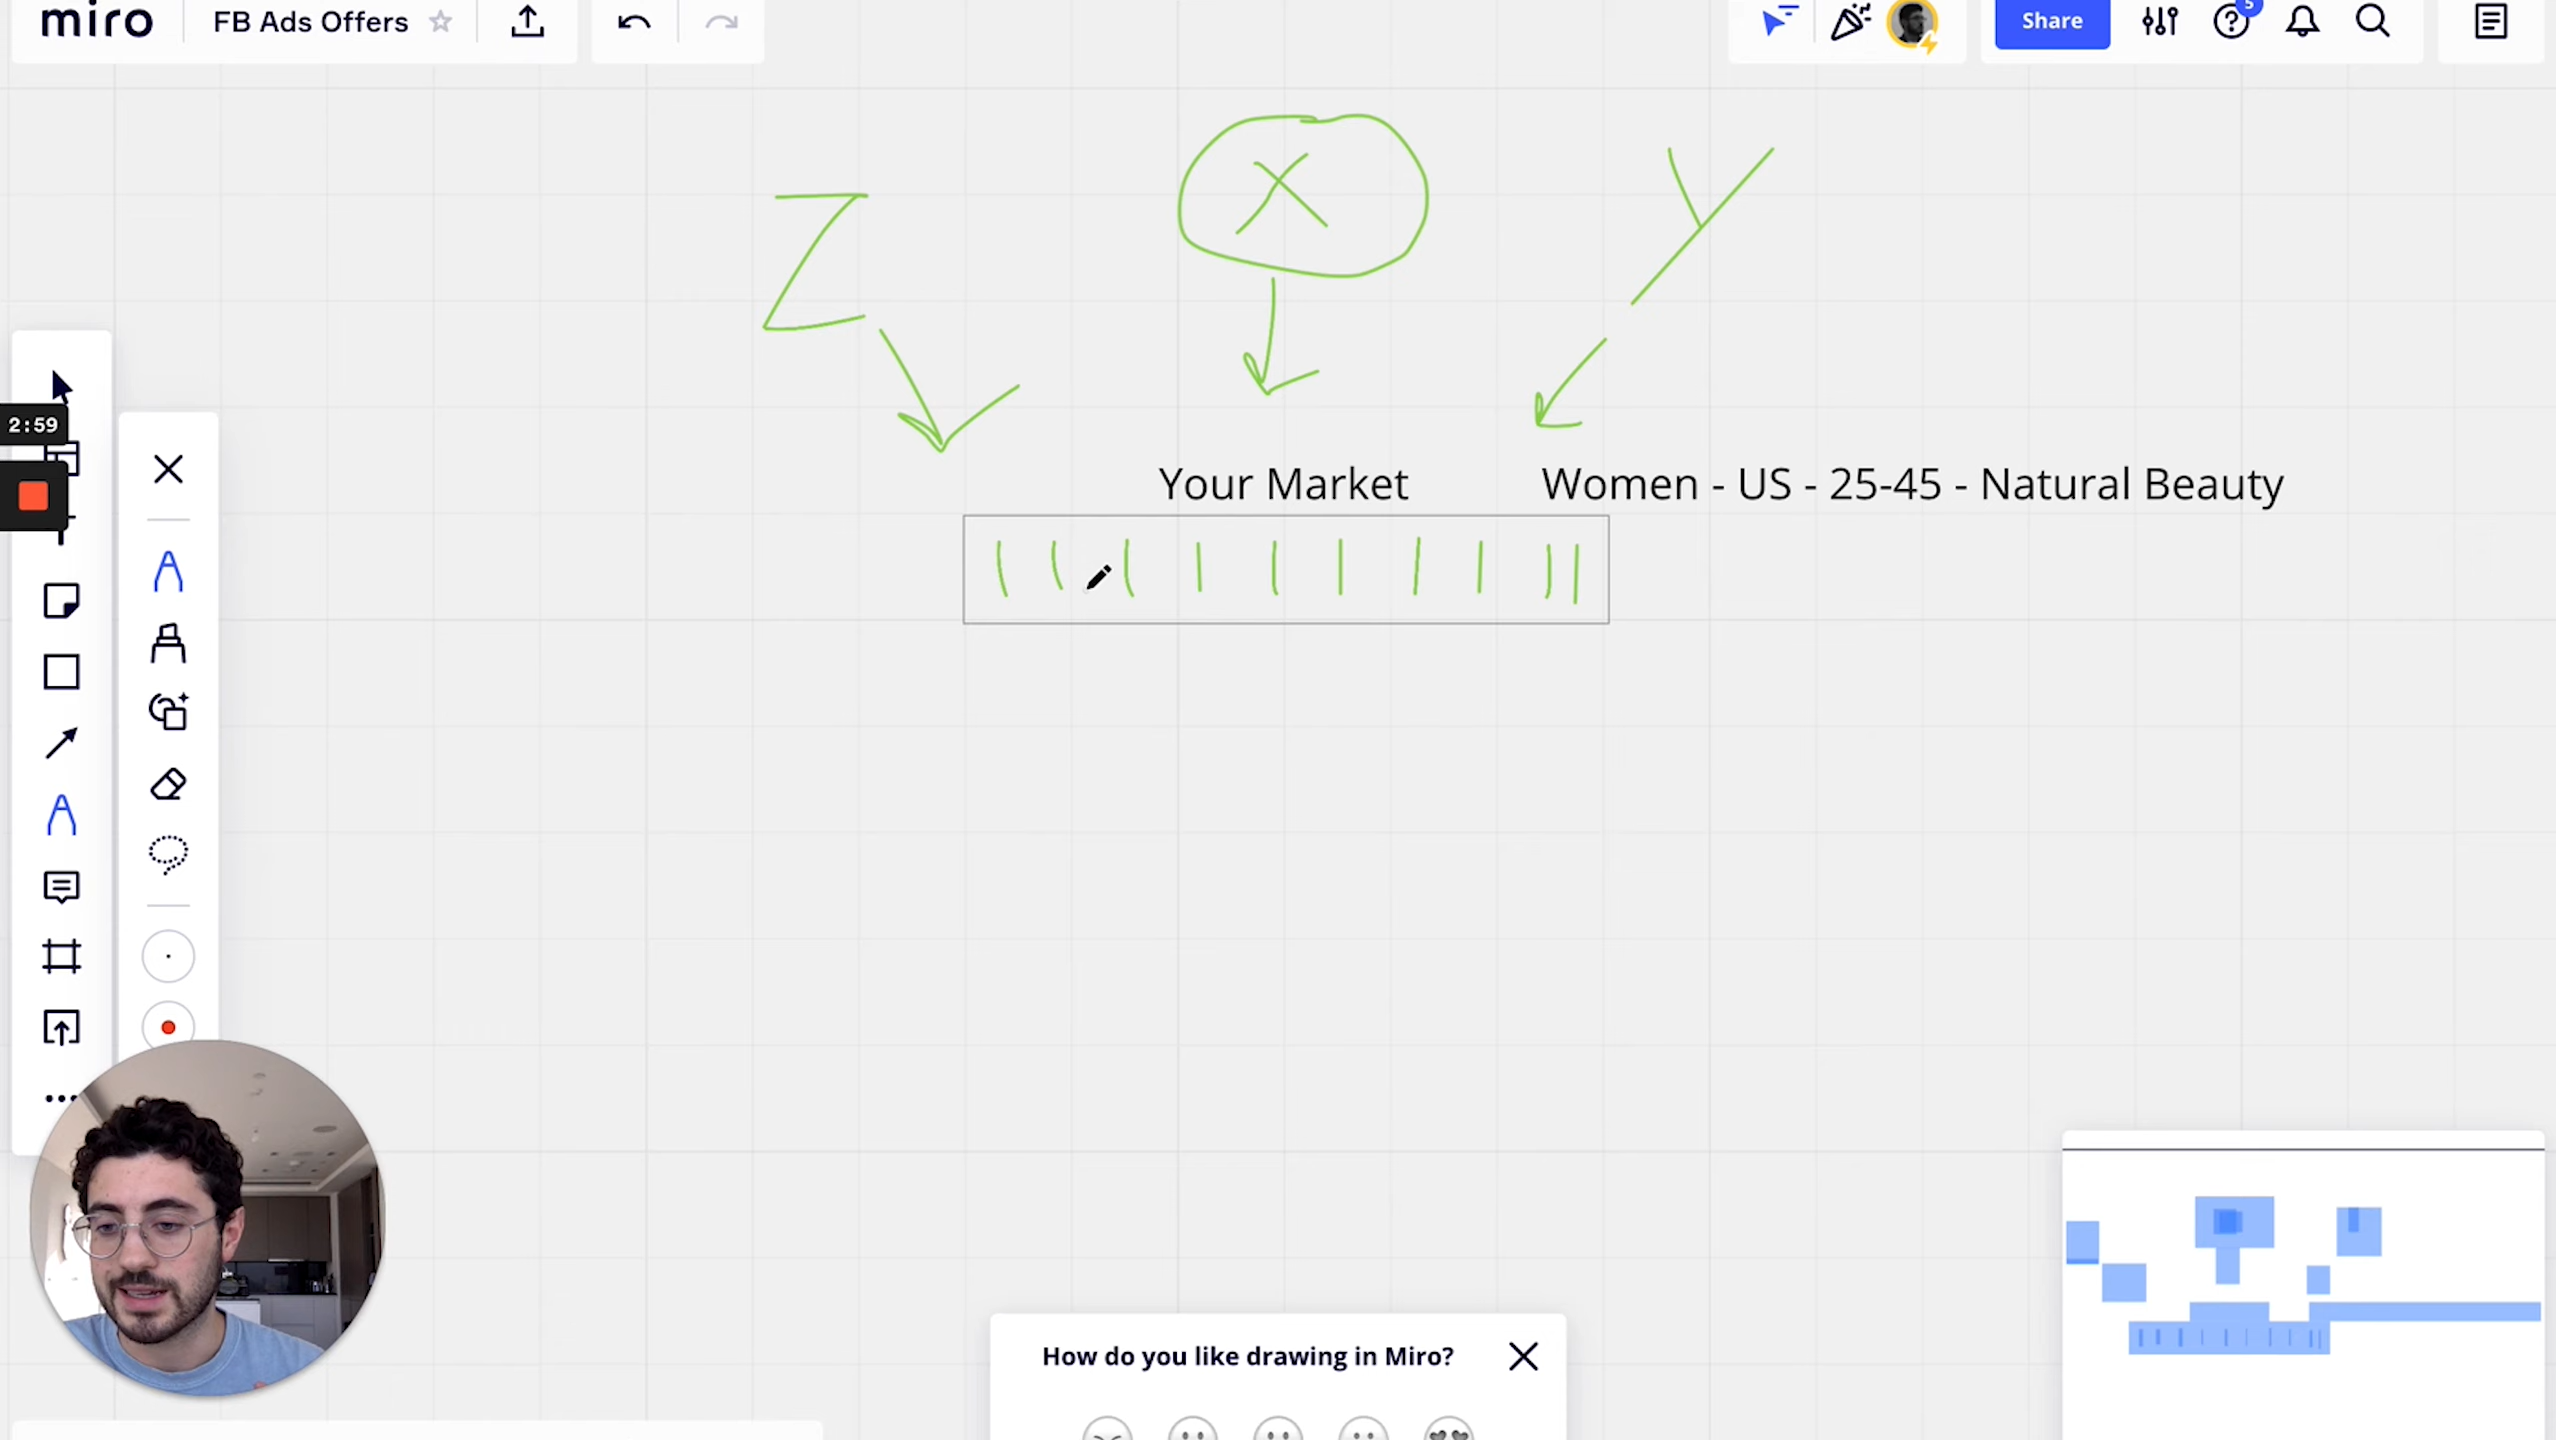 miro
FB Ads Offers
Share
5
Z
X
Y
2:59
Your Market
Women - US - 25-45 - Natural Beauty
How do you like drawing in Miro?